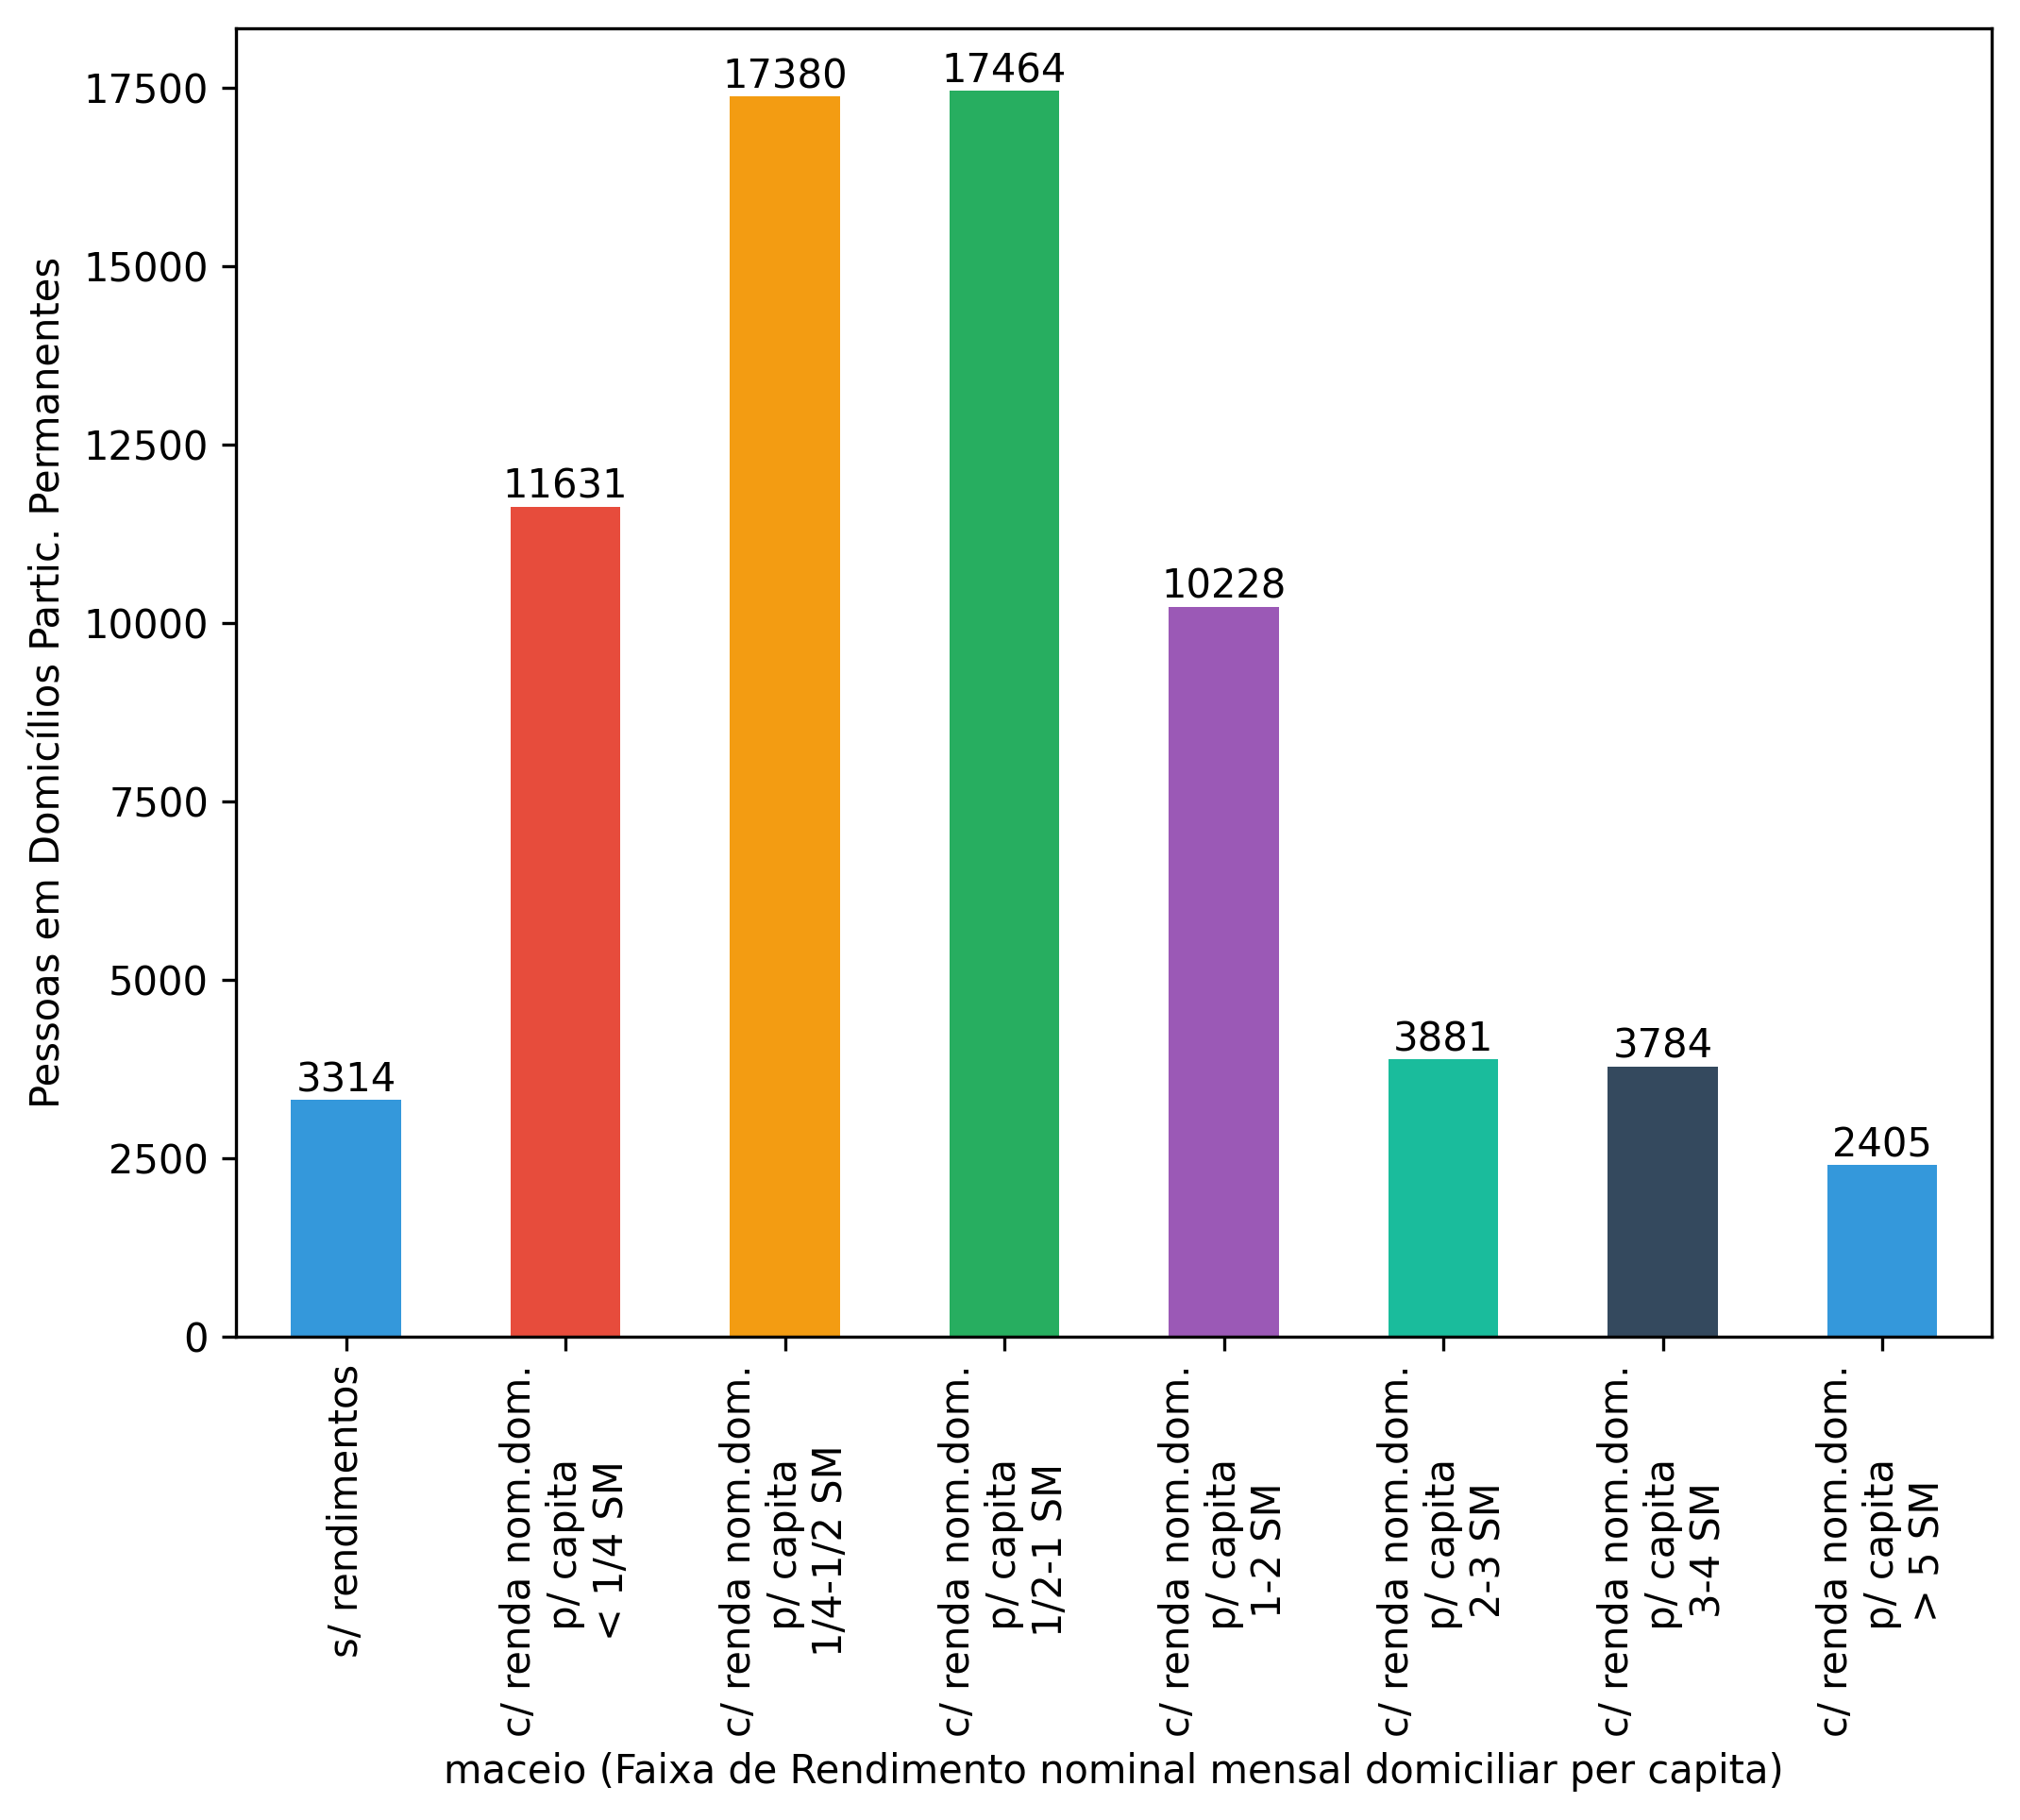 Pessoas em Domicílios Partic. Permanentes
17500
15000
12500
10000
7500
5000
2500
0
3314
11631
17380
17464
10228
3881
3784
2405
s/ rendimentos
c/ renda nom.dom.
p/ capita
< 1/4 SM
c/ renda nom.dom.
p/ capita
1/4-1/2 SM
c/ renda nom.dom.
p/ capita
1/2-1 SM
c/ renda nom.dom.
p/ capita
1-2 SM
c/ renda nom.dom.
p/ capita
2-3 SM
c/ renda nom.dom.
p/ capita
3-4 SM
c/ renda nom.dom.
p/ capita
> 5 SM
maceio (Faixa de Rendimento nominal mensal domiciliar per capita)